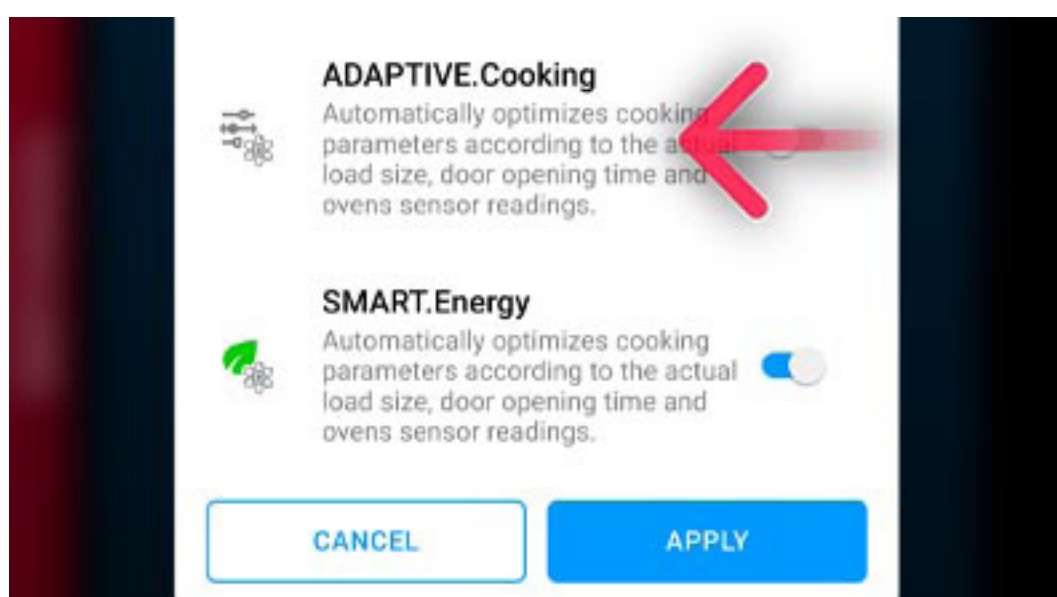 ADAPTIVE.Cooking
Automatically optimizes cooking
parameters according to the actual
load size, door opening time and
ovens sensor readings.
SMART.Energy
Automatically optimizes cooking
parameters according to the actual
load size, door opening time and
ovens sensor readings.
CANCEL
APPLY